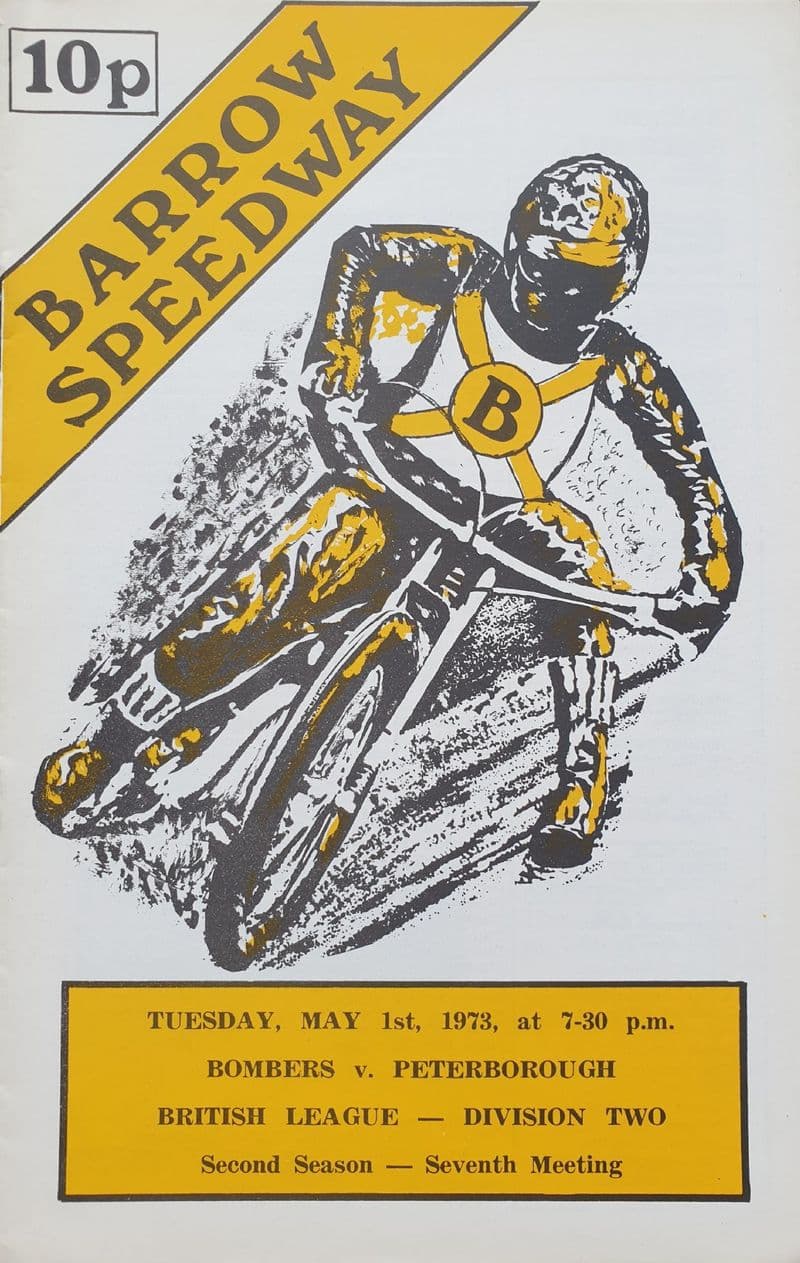 10p
BARROW
SPEEDWAY
B
TUESDAY, MAY 1st, 1973, at 7-30 p.m.
BOMBERS v. PETERBOROUGH
BRITISH LEAGUE — DIVISION TWO
Second Season — Seventh Meeting